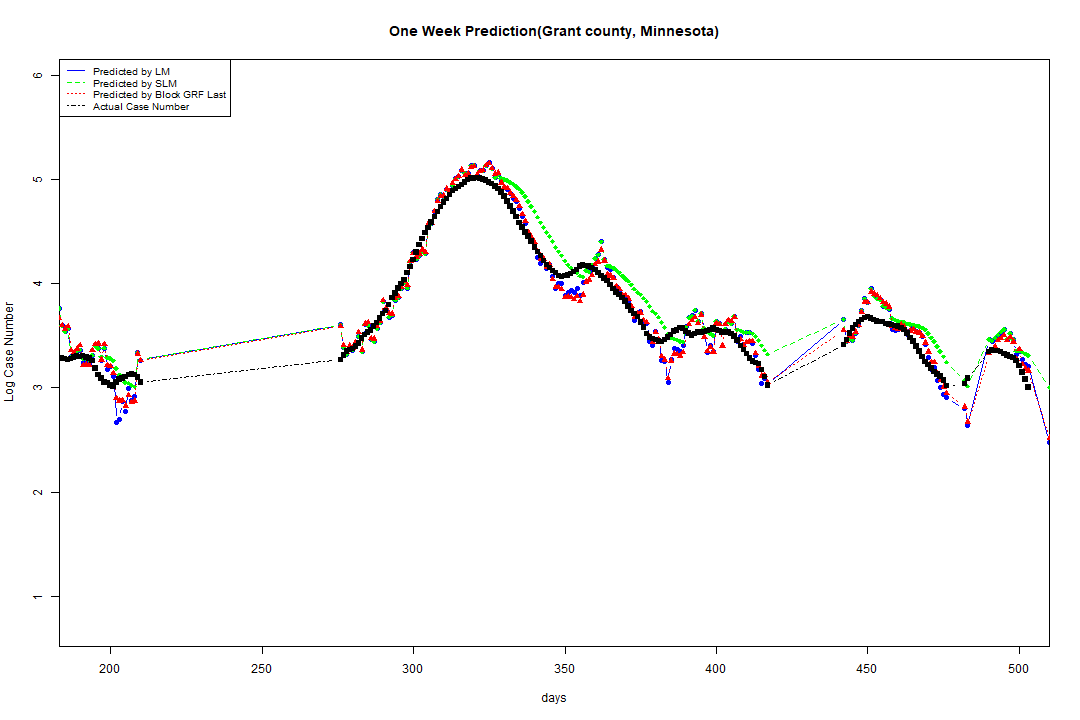 One Week Prediction(Grant county, Minnesota)
Predicted by LM
Predicted by SLM
Predicted by Block GRF Last
Actual Case Number
6
5
4
3
2
1
Log Case Number
200 250 300 350 400 450 500
days